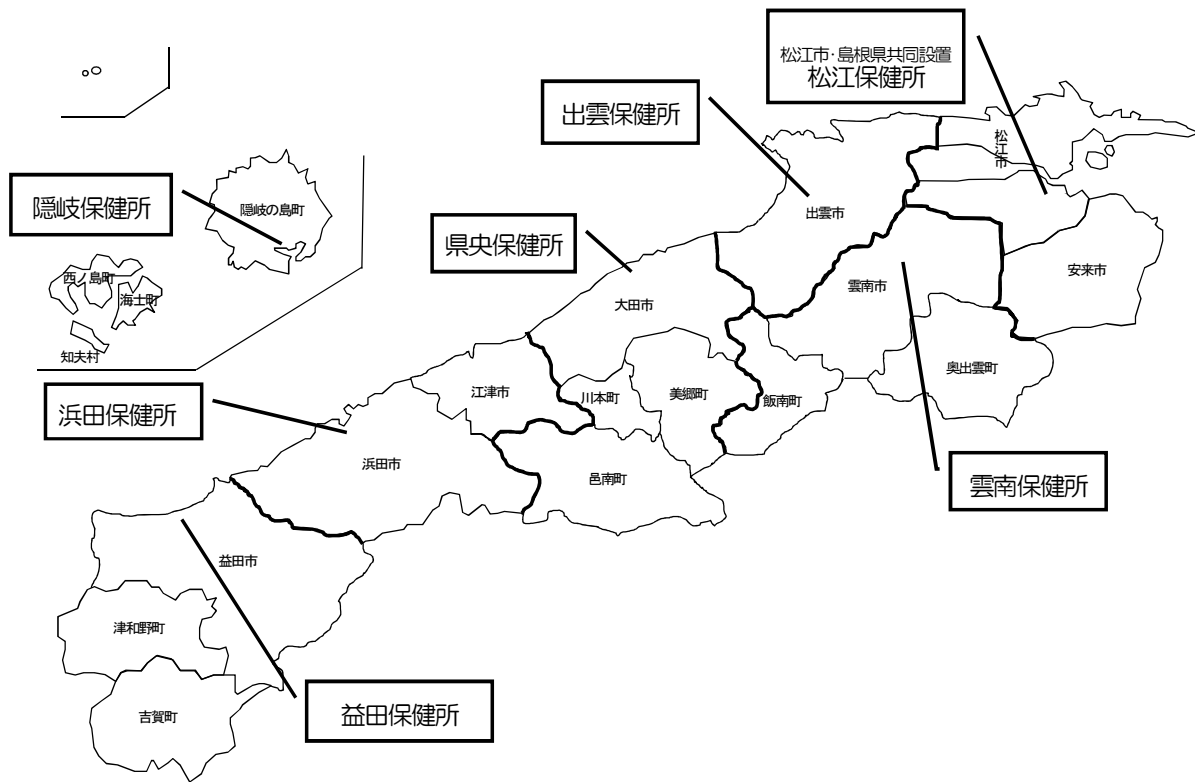 松江市・島根県共同設置
松江保健所
出雲保健所
松江市
隠岐保健所
隠岐の島町
出雲市
県央保健所
安来市
西ノ島町
海士町
雲南市
大田市
知夫村
奥出雲町
浜田保健所
江津市
川本町
美郷町
飯南町
浜田市
邑南町
雲南保健所
益田市
津和野町
益田保健所
吉賀町